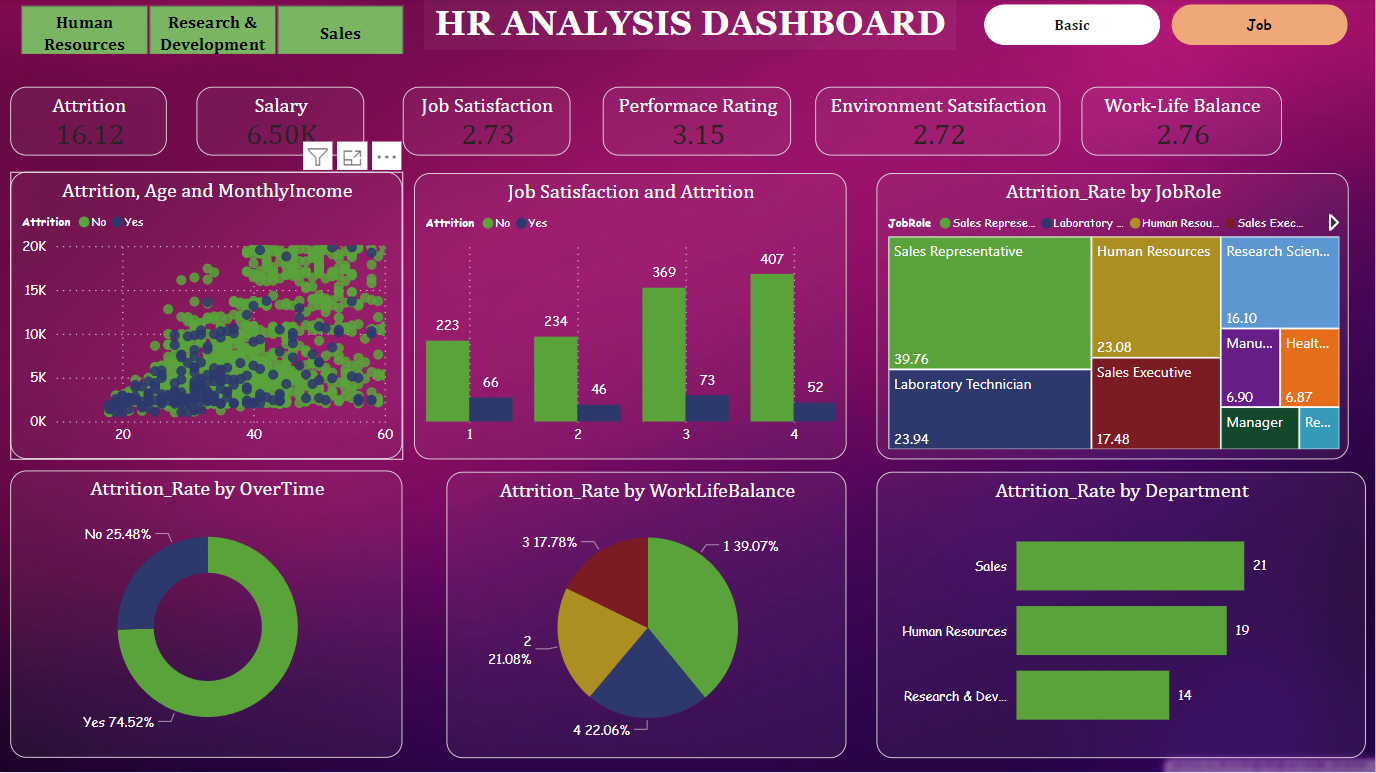 Human Resources
Research & Development
Sales
HR ANALYSIS DASHBOARD
Basic
Job
Attrition
16.12
Salary
6.50K
Job Satisfaction
2.73
Performace Rating
3.15
Environment Satsifaction
2.72
Work-Life Balance
2.76
Attrition, Age and MonthlyIncome
Attrition No Yes
20K
15K
10K
5K
0K
20 40 60
Job Satisfaction and Attrition
Attrition No Yes
223
66
234
46
369
73
407
52
1 2 3 4
Attrition_Rate by JobRole
JobRole Sales Represe... Laboratory ... Human Resou... Sales Exec...
Sales Representative
39.76
Laboratory Technician
23.94
Human Resources
23.08
Sales Executive
17.48
Research Scien...
16.10
Manu...
6.90
Healt...
6.87
Manager
Re...
Attrition_Rate by OverTime
No 25.48%
Yes 74.52%
Attrition_Rate by WorkLifeBalance
3 17.78%
1 39.07%
2
21.08%
4 22.06%
Attrition_Rate by Department
Sales
21
Human Resources
19
Research & Dev...
14